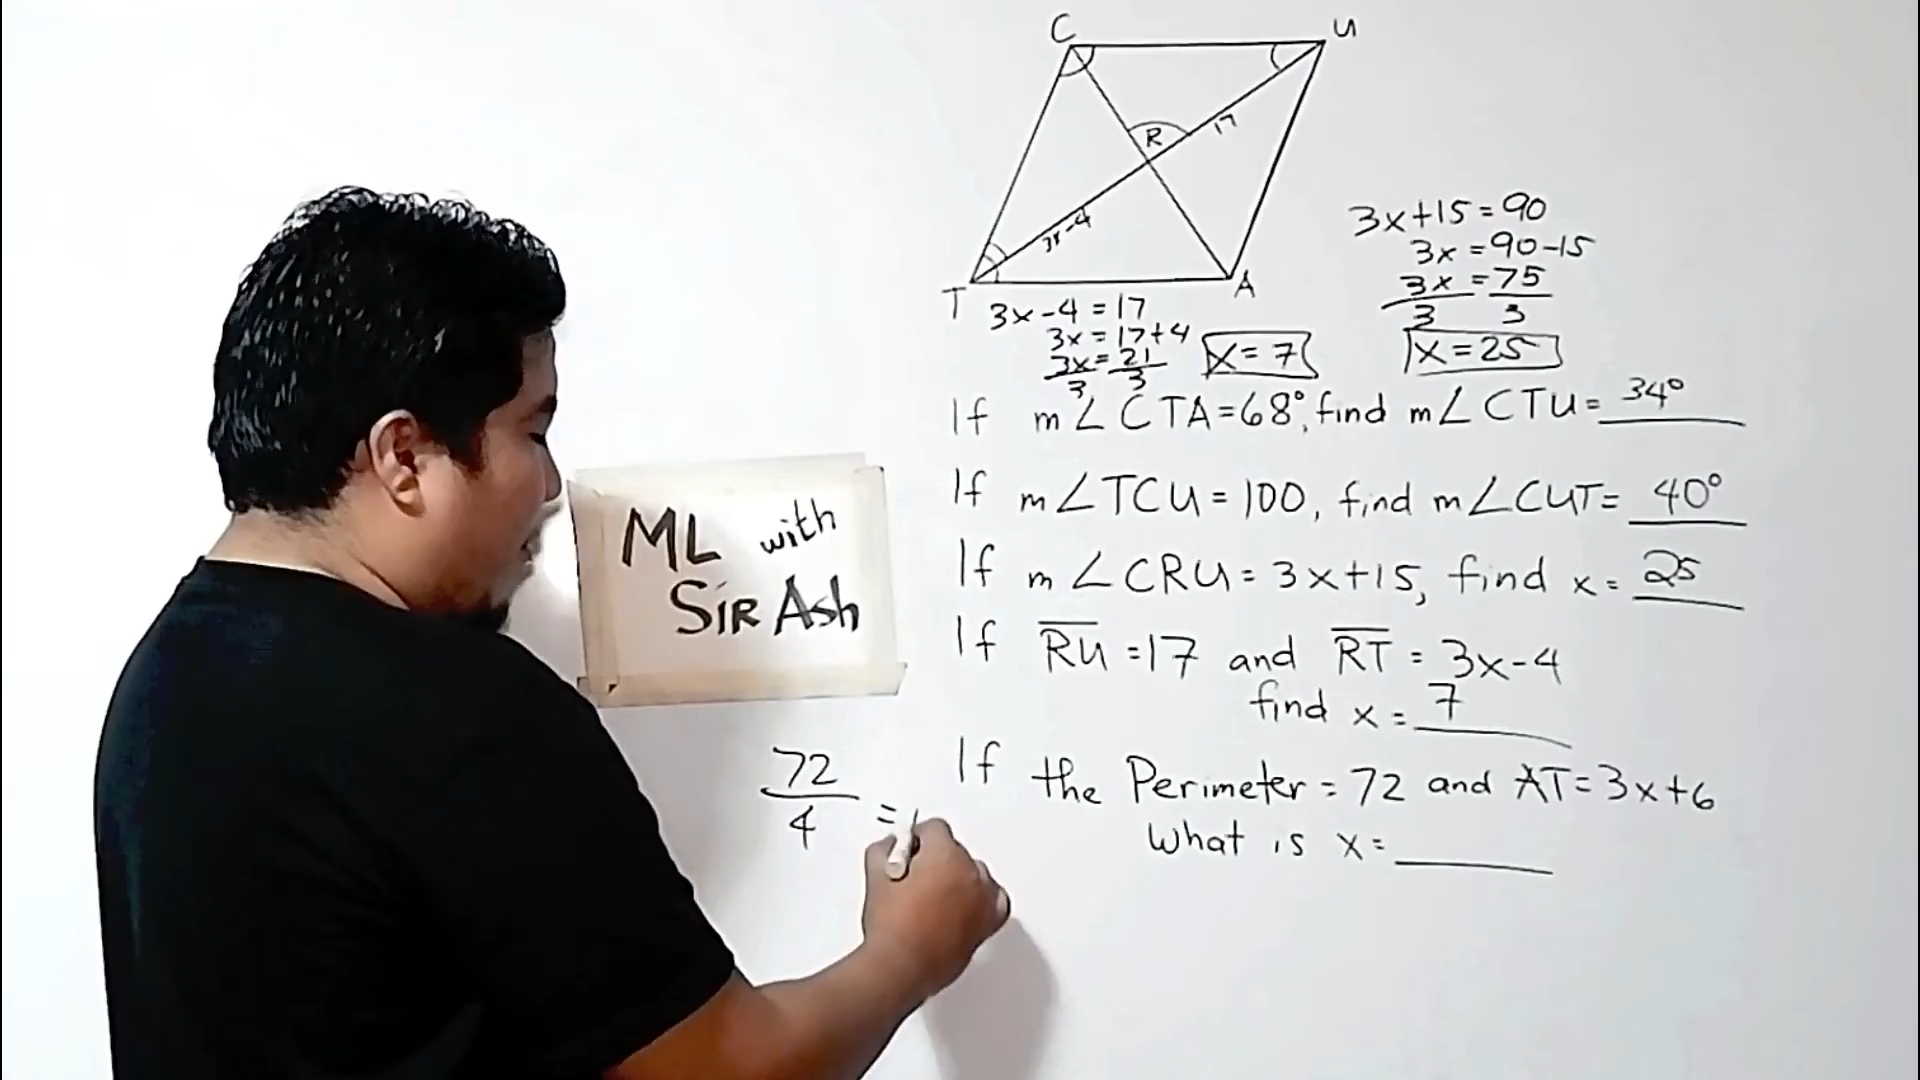 C
U
R
17
3x-4
T
A
3x+15=90
3x=90-15
3x=75
3 3
x=25
3x-4=17
3x=17+4
3x=21
3 3
x=7
If m∠CTA=68°, find m∠CTU= 34°
If m∠TCU=100, find m∠CUT= 40°
If m∠CRU=3x+15, find x= 25
If RU=17 and RT=3x-4
find x= 7
If the Perimeter=72 and AT=3x+6
What is x=
ML with
Sir Ash
72
4 =